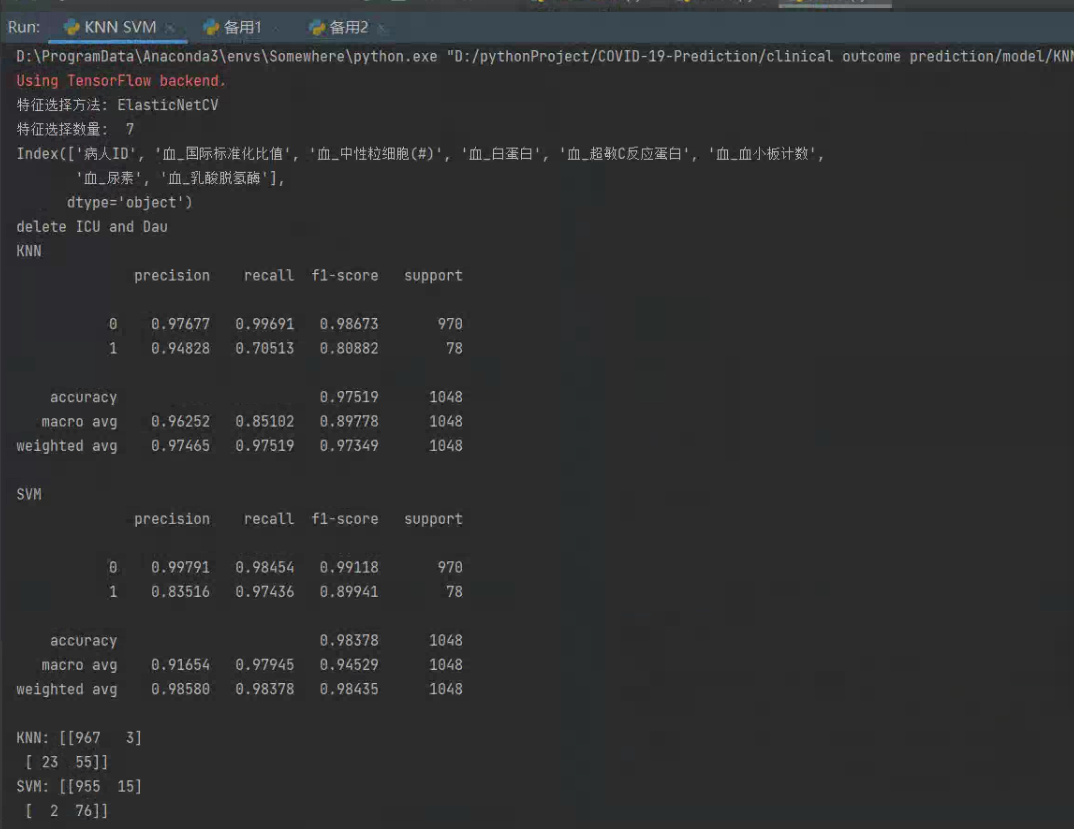 Run: KNN SVM 备用1 备用2
D:\ProgramData\Anaconda3\envs\Somewhere\python.exe "D:/pythonProject/COVID-19-Prediction/clinical outcome prediction/model/KNN
Using TensorFlow backend.
特征选择方法: ElasticNetCV
特征选择数量: 7
Index(['病人ID', '血_国际标准化比值', '血_中性粒细胞(#)', '血_白蛋白', '血_超敏C反应蛋白', '血_血小板计数',
'血_尿素', '血_乳酸脱氢酶'],
dtype='object')
delete ICU and Dau
KNN
precision recall f1-score support
0 0.97677 0.99691 0.98673 970
1 0.94828 0.70513 0.80882 78
accuracy 0.97519 1048
macro avg 0.96252 0.85102 0.89778 1048
weighted avg 0.97465 0.97519 0.97349 1048
SVM
precision recall f1-score support
0 0.99791 0.98454 0.99118 970
1 0.83516 0.97436 0.89941 78
accuracy 0.98378 1048
macro avg 0.91654 0.97945 0.94529 1048
weighted avg 0.98580 0.98378 0.98435 1048
KNN: [[967 3]
[ 23 55]]
SVM: [[955 15]
[ 2 76]]